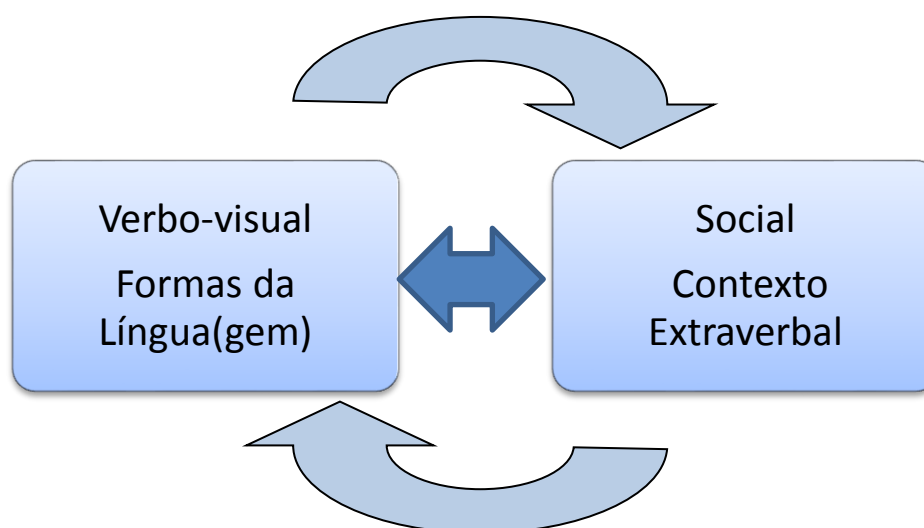 Verbo-visual
Formas da
Língua(gem)
Social
Contexto
Extraverbal